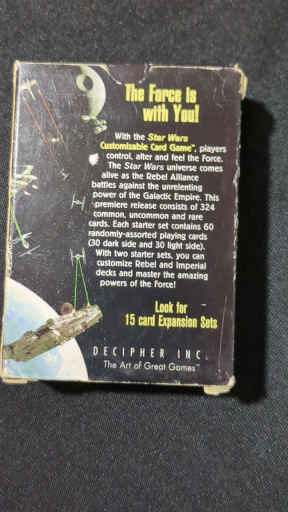 The Force Is
with You!
With the Star Wars
Customizable Card Game™, players
control, alter and feel the Force.
The Star Wars universe comes
alive as the Rebel Alliance
battles against the unrelenting
power of the Galactic Empire. This
premiere release consists of 324
common, uncommon and rare
cards. Each starter set contains 60
randomly-assorted playing cards
(30 dark side and 30 light side).
With two starter sets, you can
customize Rebel and Imperial
decks and master the amazing
powers of the Force!
Look for
15 card Expansion Sets
DECIPHER INC.
The Art of Great Games™